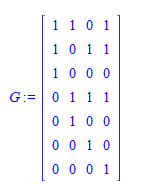 1 1 0 1
1 0 1 1
1 0 0 0
G := 0 1 1 1
0 1 0 0
0 0 1 0
0 0 0 1